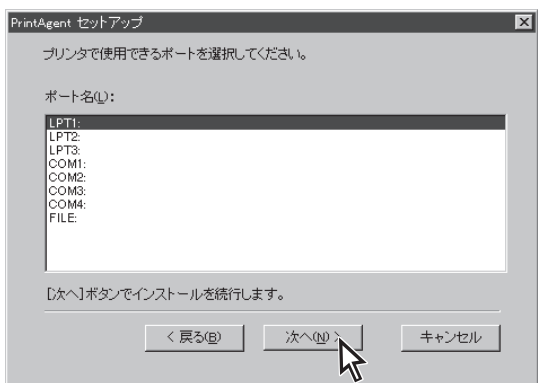 PrintAgent セットアップ
プリンタで使用できるポートを選択してください。
ポート名(L):
LPT1:
LPT2:
LPT3:
COM1:
COM2:
COM3:
COM4:
FILE:
[次へ]ボタンでインストールを続行します。
< 戻る(B) 次へ(N) > キャンセル